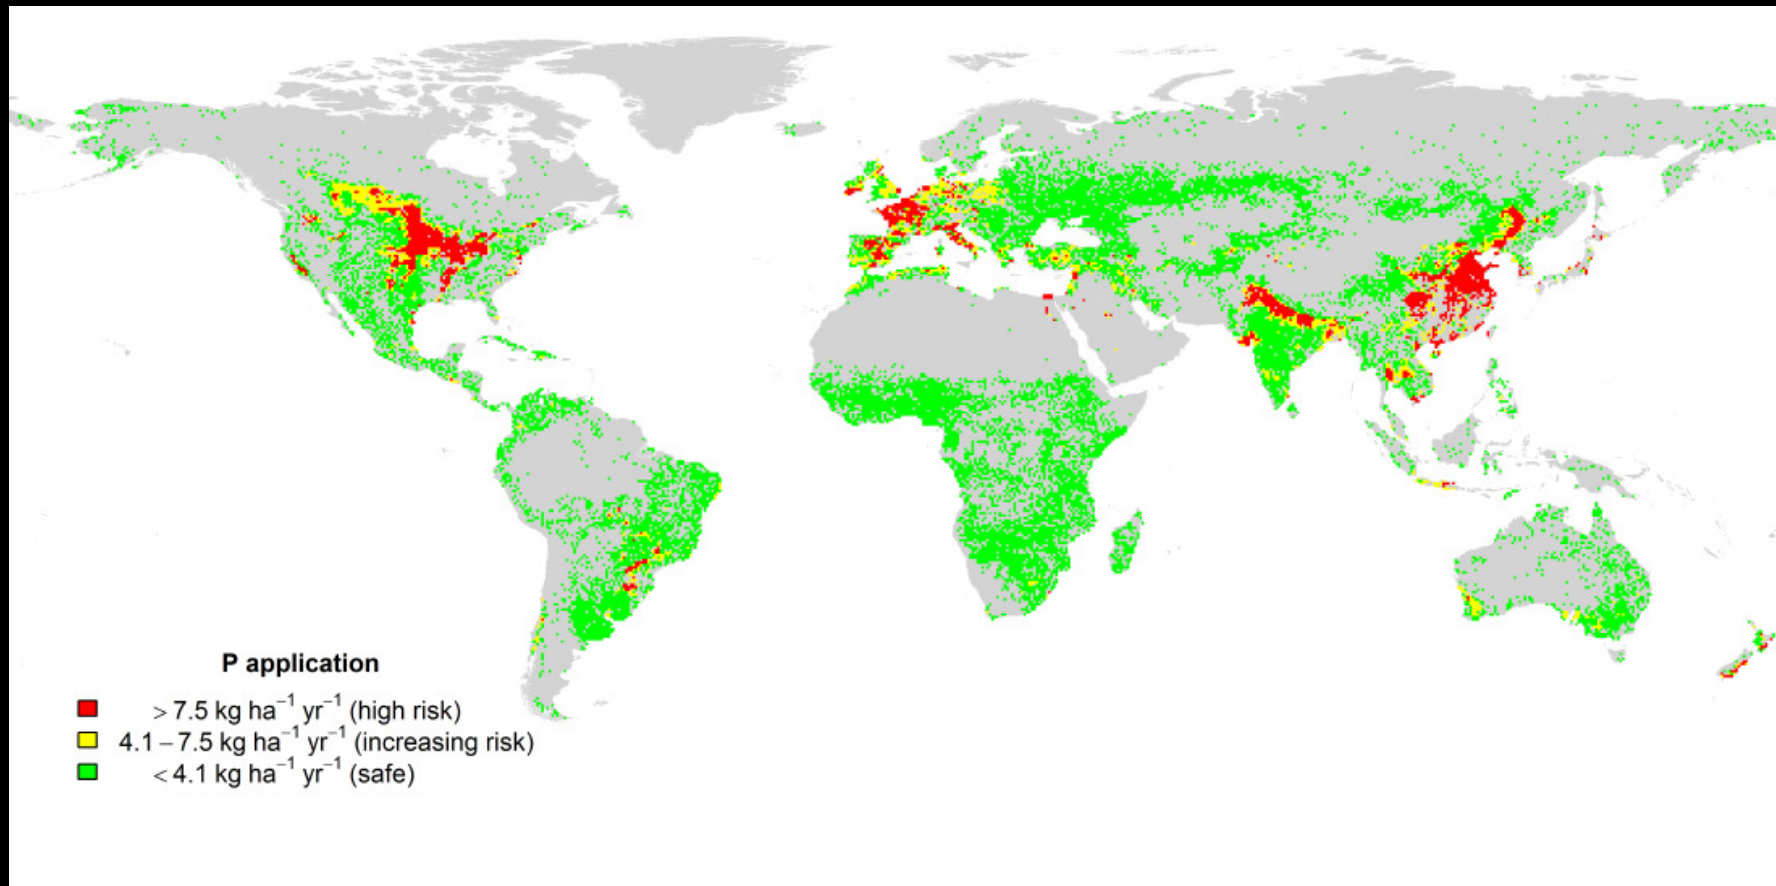 P application
> 7.5 kg ha⁻¹ yr⁻¹ (high risk)
4.1 – 7.5 kg ha⁻¹ yr⁻¹ (increasing risk)
< 4.1 kg ha⁻¹ yr⁻¹ (safe)